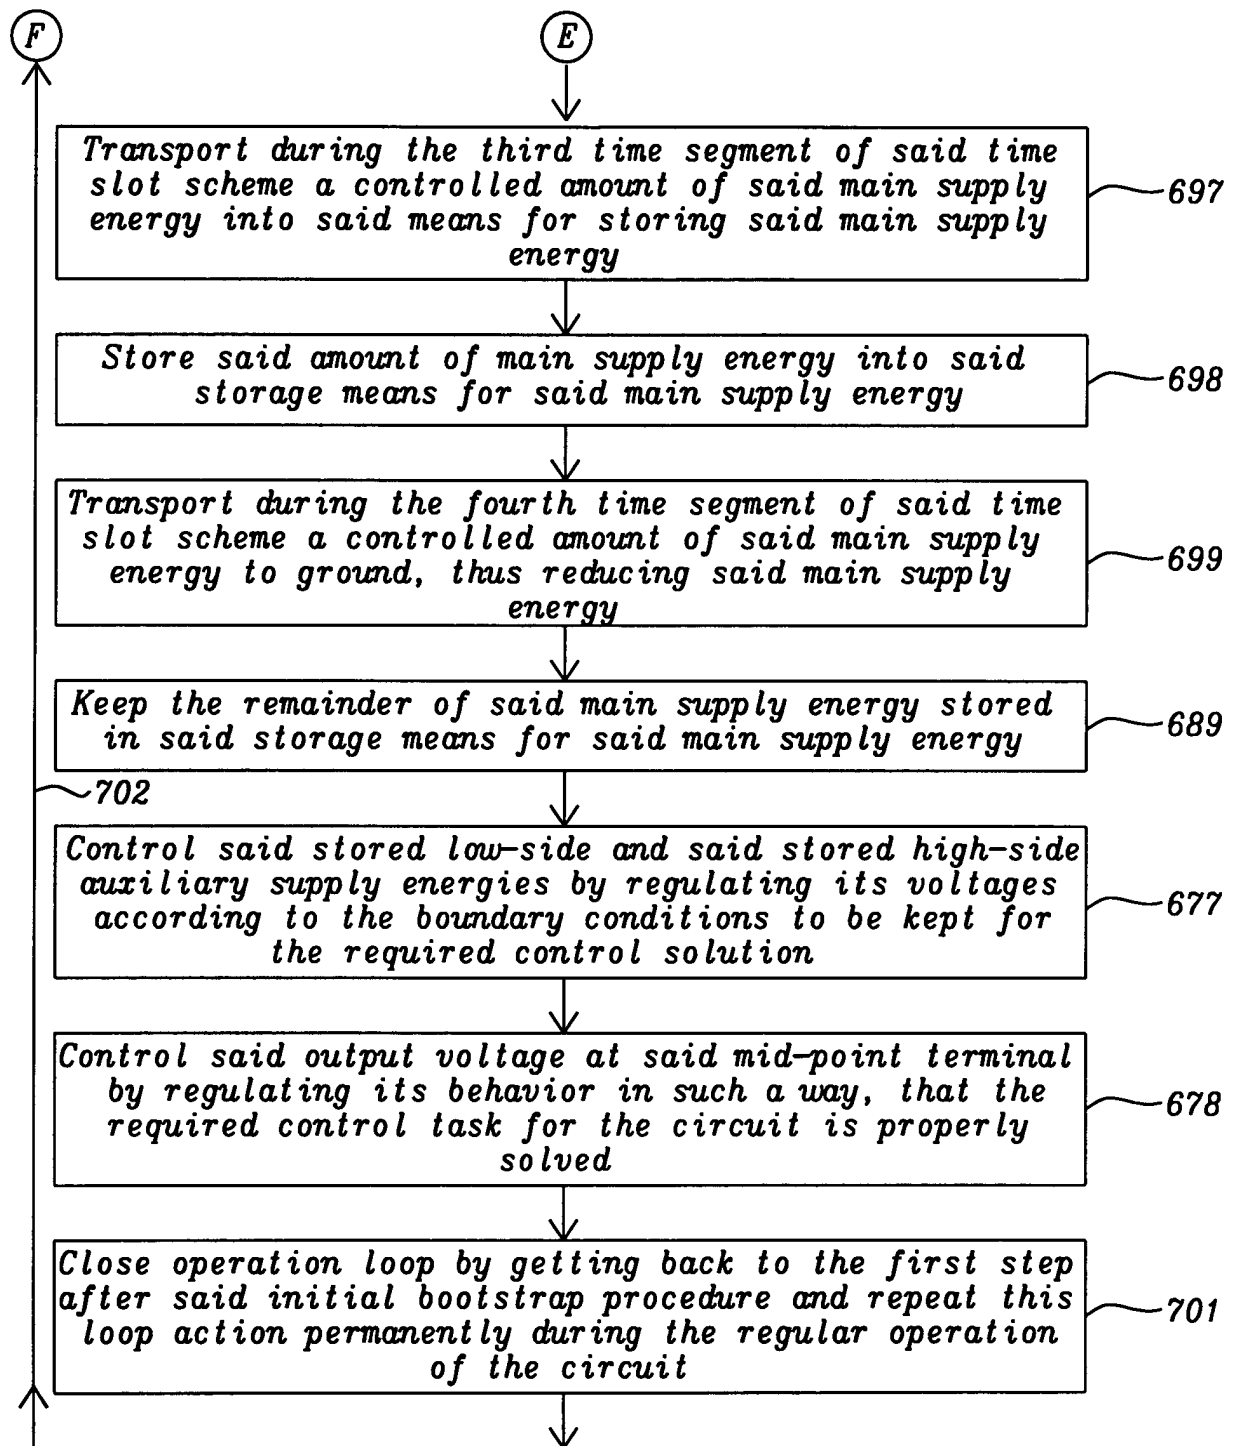 F
E
Transport during the third time segment of said time
slot scheme a controlled amount of said main supply
energy into said means for storing said main supply
energy
697
Store said amount of main supply energy into said
storage means for said main supply energy
698
Transport during the fourth time segment of said time
slot scheme a controlled amount of said main supply
energy to ground, thus reducing said main supply
energy
699
Keep the remainder of said main supply energy stored
in said storage means for said main supply energy
689
702
Control said stored low-side and said stored high-side
auxiliary supply energies by regulating its voltages
according to the boundary conditions to be kept for
the required control solution
677
Control said output voltage at said mid-point terminal
by regulating its behavior in such a way, that the
required control task for the circuit is properly
solved
678
Close operation loop by getting back to the first step
after said initial bootstrap procedure and repeat this
loop action permanently during the regular operation
of the circuit
701